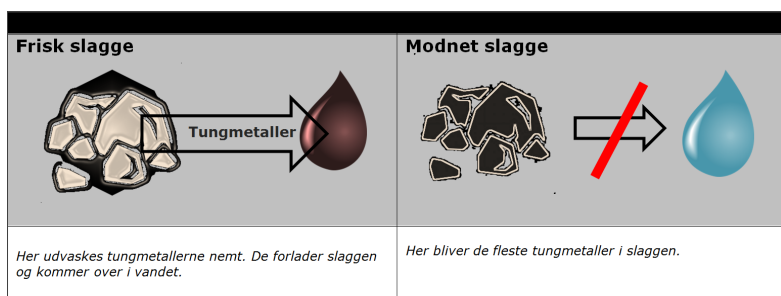 Frisk slagge
Modnet slagge
Tungmetaller
Her udvaskes tungmetallerne nemt. De forlader slaggen
og kommer over i vandet.
Her bliver de fleste tungmetaller i slaggen.